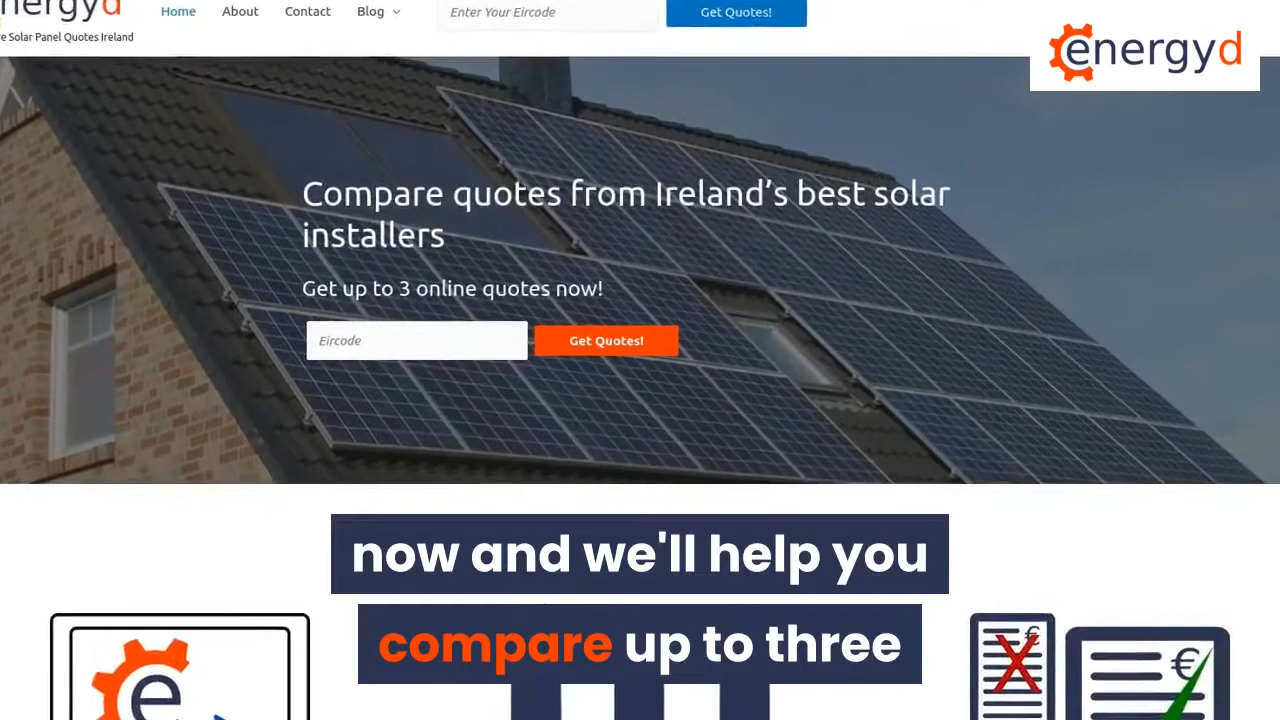 Home About Contact Blog Enter Your Eircode Get Quotes!
Solar Panel Quotes Ireland
energyd
Compare quotes from Ireland's best solar
installers
Get up to 3 online quotes now!
Eircode Get Quotes!
now and we'll help you
compare up to three
e
€
€